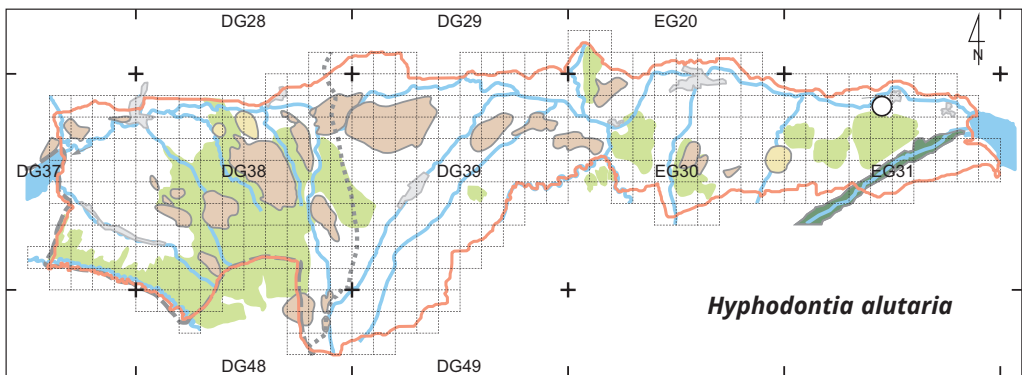 DG28 DG29 EG20
N
DG37 DG38 DG39 EG30 EG31
Hyphodontia alutaria
DG48 DG49